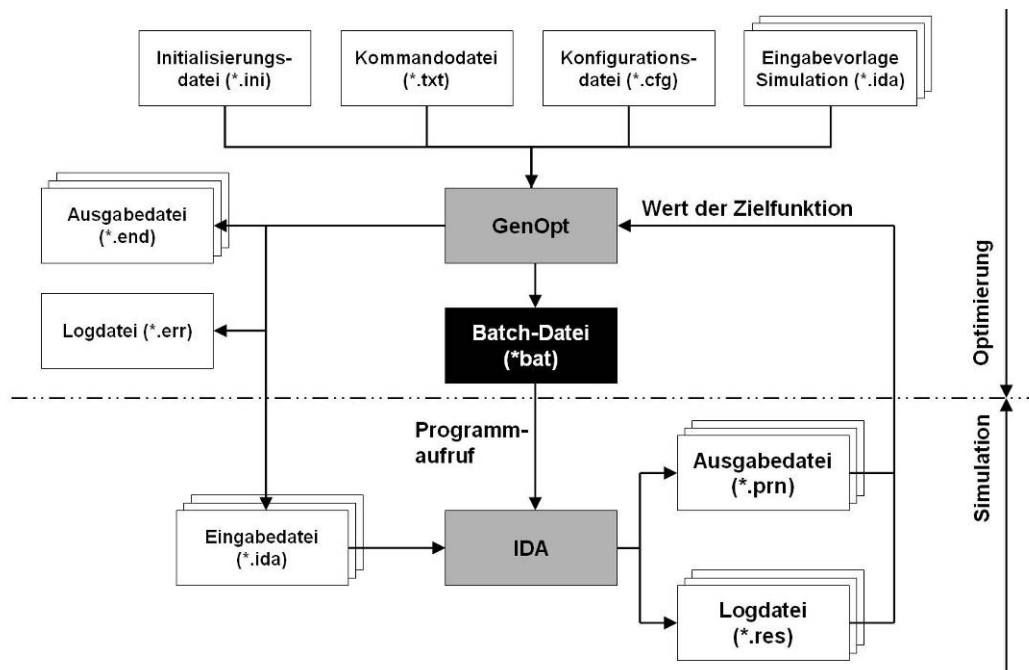 Initialisierungs-
datei (*.ini)
Kommandodatei
(*.txt)
Konfigurations-
datei (*.cfg)
Eingabevorlage
Simulation (*.ida)
Ausgabedatei
(*.end)
GenOpt
Wert der Zielfunktion
Logdatei (*.err)
Batch-Datei
(*bat)
Optimierung
Programm-
aufruf
Simulation
Ausgabedatei
(*.prn)
Eingabedatei
(*.ida)
IDA
Logdatei
(*.res)